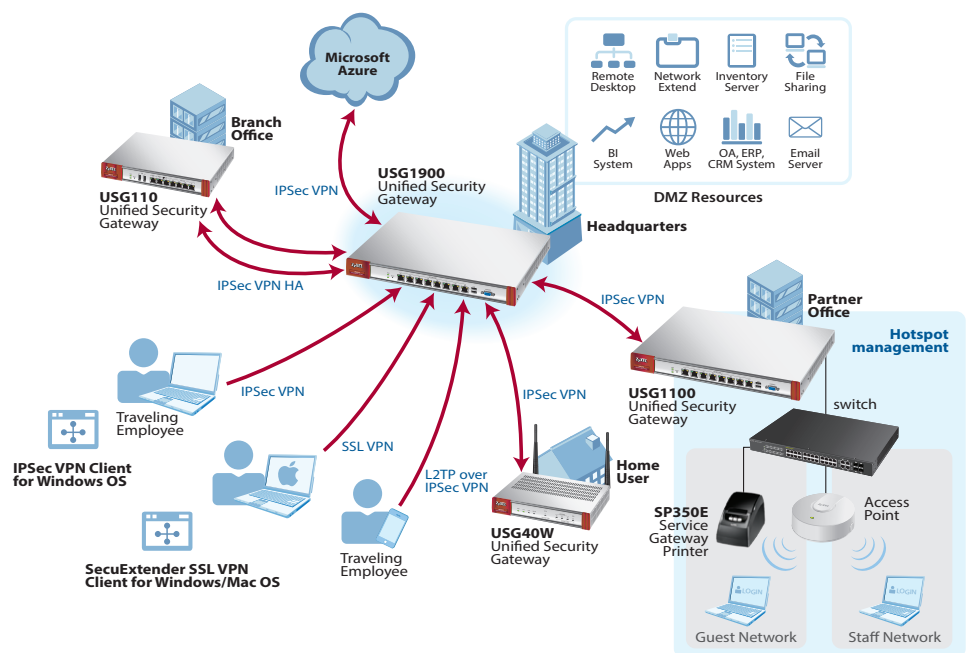 Microsoft
Azure
Branch
Office
USG110
Unified Security
Gateway
IPSec VPN
USG1900
Unified Security
Gateway
IPSec VPN HA
Headquarters
Remote
Desktop
Network
Extend
Inventory
Server
File
Sharing
BI
System
Web
Apps
OA, ERP,
CRM System
Email
Server
DMZ Resources
IPSec VPN
Partner
Office
Hotspot
management
USG1100
Unified Security
Gateway
switch
IPSec VPN
Traveling
Employee
IPSec VPN Client
for Windows OS
SSL VPN
SecuExtender SSL VPN
Client for Windows/Mac OS
L2TP over
IPSec VPN
Traveling
Employee
IPSec VPN
Home
User
USG40W
Unified Security
Gateway
SP350E
Service
Gateway
Printer
Access
Point
LOGIN
Guest Network
LOGIN
Staff Network